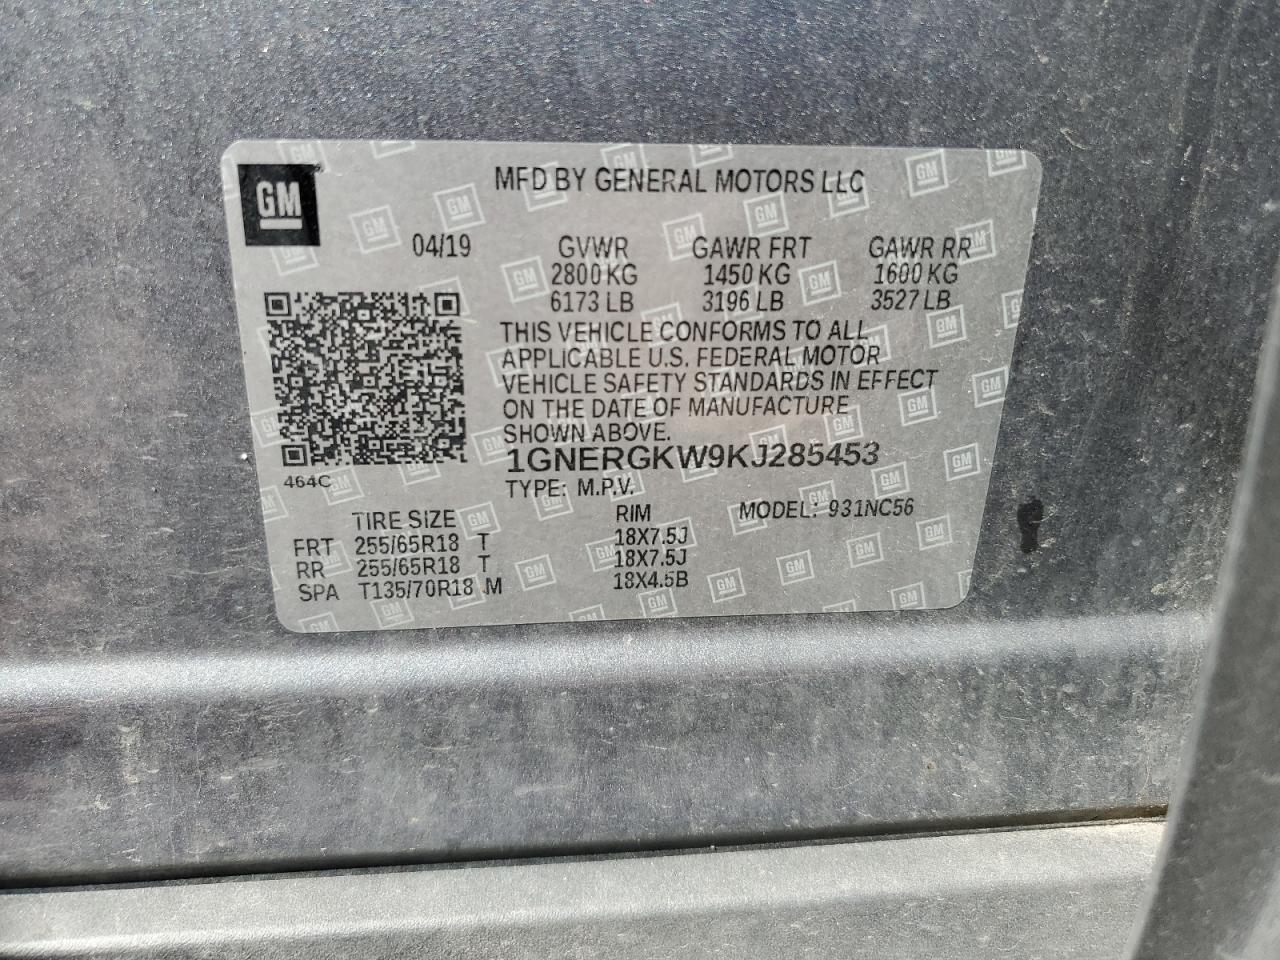 GM
MFD BY GENERAL MOTORS LLC
04/19 GVWR GAWR FRT GAWR RR
2800 KG 1450 KG 1600 KG
6173 LB 3196 LB 3527 LB
THIS VEHICLE CONFORMS TO ALL
APPLICABLE U.S. FEDERAL MOTOR
VEHICLE SAFETY STANDARDS IN EFFECT
ON THE DATE OF MANUFACTURE
SHOWN ABOVE.
1GNERGKW9KJ285453
464C
TYPE: M.P.V. MODEL: 931NC56
TIRE SIZE RIM
FRT 255/65R18 T 18X7.5J
RR 255/65R18 T 18X7.5J
SPA T135/70R18 M 18X4.5B